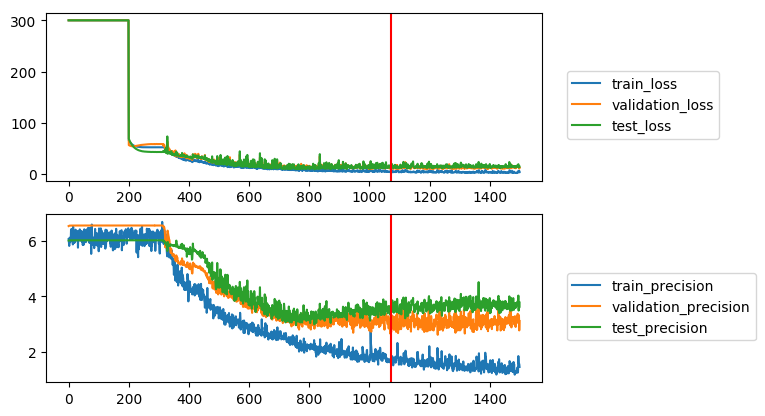 300
200
100
0
0 200 400 600 800 1000 1200 1400
train_loss
validation_loss
test_loss
6
4
2
0 200 400 600 800 1000 1200 1400
train_precision
validation_precision
test_precision